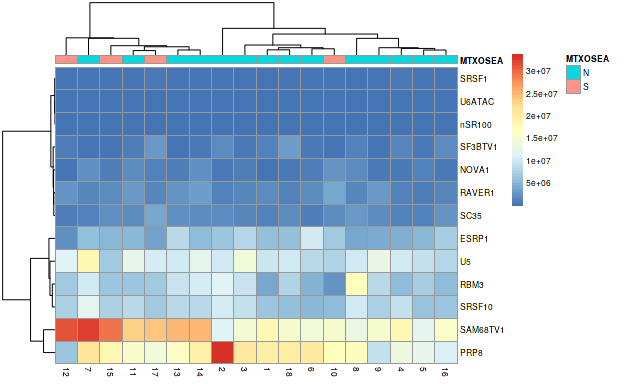 MTXOSEA
MTXOSEA
N
S
3e+07
2.5e+07
2e+07
1.5e+07
1e+07
5e+06
SRSF1
U6ATAC
nSR100
SF3BTV1
NOVA1
RAVER1
SC35
ESRP1
U5
RBM3
SRSF10
SAM68TV1
PRP8
12 7 15 11 17 13 14 2 3 1 18 6 10 8 9 4 5 16